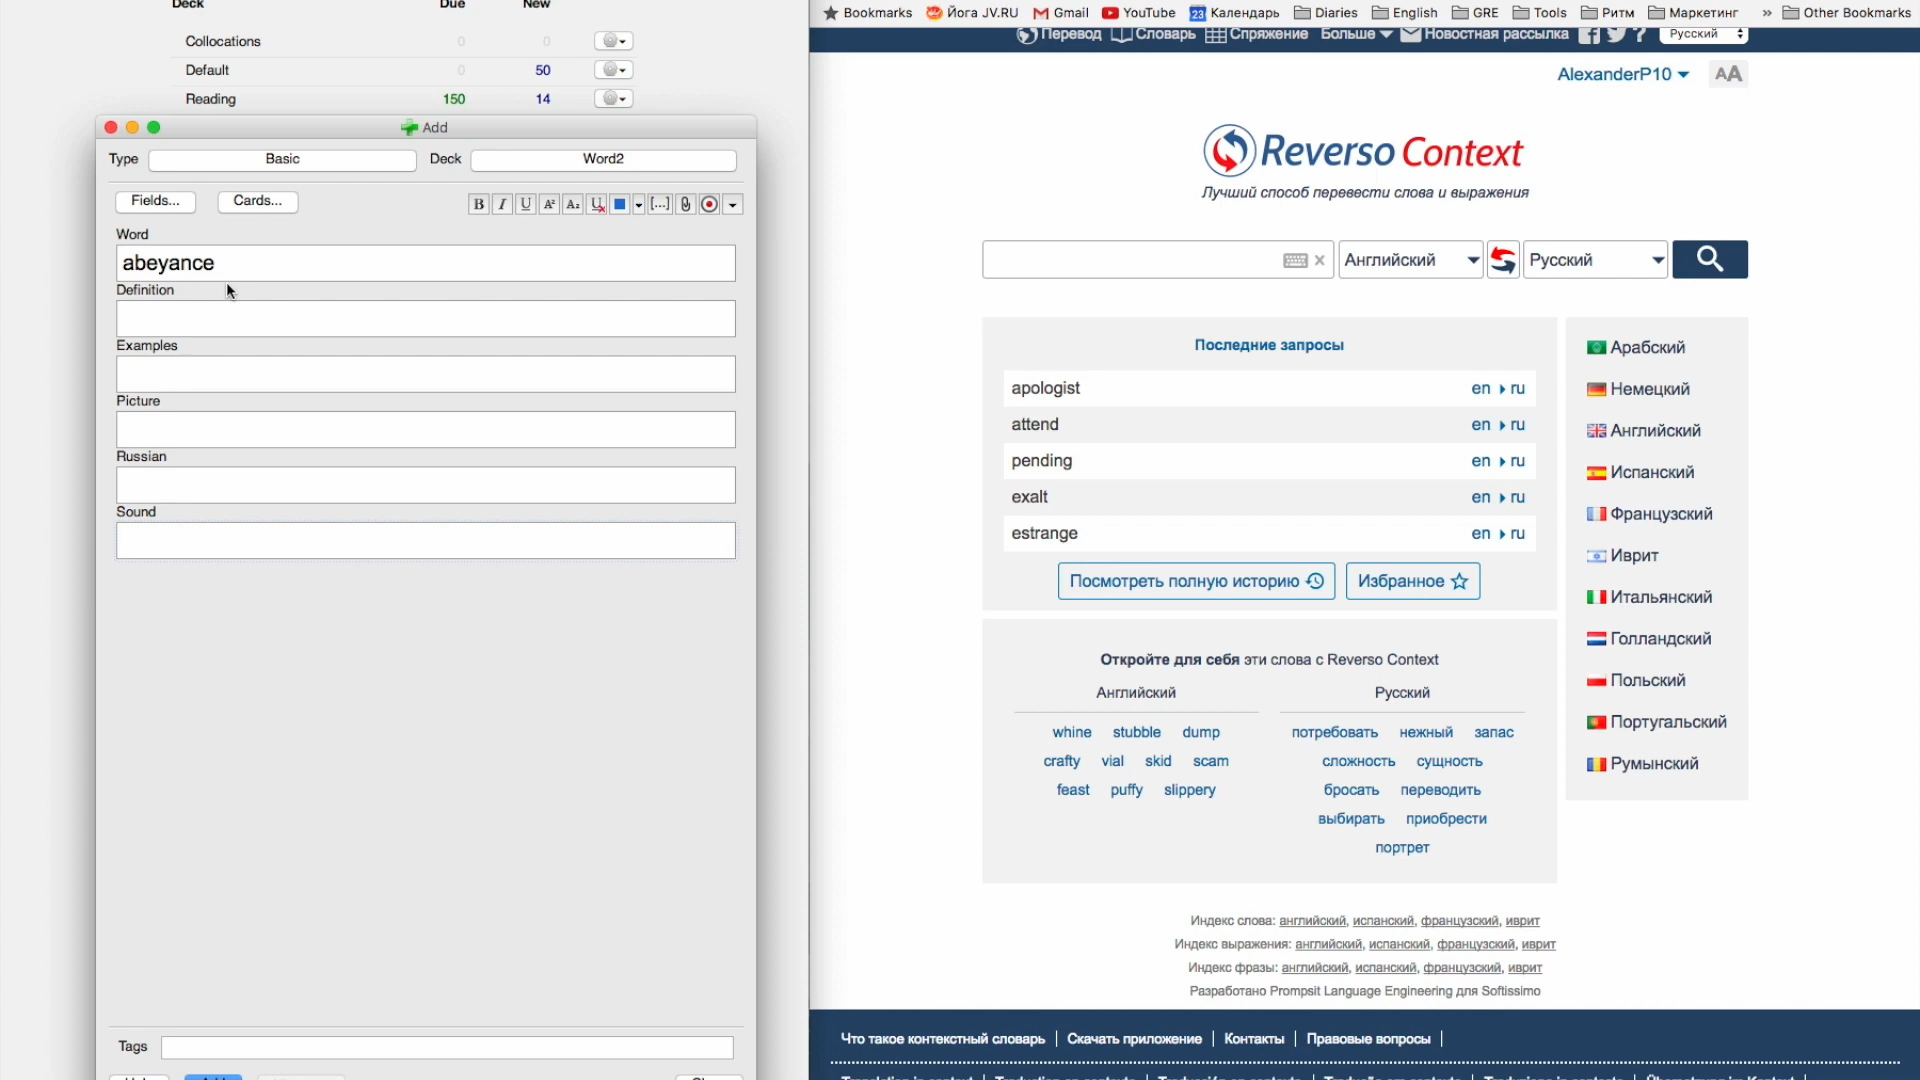 Deck Due New
Collocations 0 0
Default 0 50
Reading 150 14
Add
Type Basic Deck Word2
Fields... Cards... B I U A² A₂ U [...]
Word
abeyance
Definition
Examples
Picture
Russian
Sound
Tags
Add
Bookmarks Йога JV.RU Gmail YouTube 23 Календарь Diaries English GRE Tools Ритм Маркетинг » Other Bookmarks
Перевод Словарь Спряжение Больше Новостная рассылка ? Русский
AlexanderP10 AA
Reverso Context
Лучший способ перевести слова и выражения
Английский Русский
Последние запросы
apologist en ru
attend en ru
pending en ru
exalt en ru
estrange en ru
Посмотреть полную историю Избранное
Арабский
Немецкий
Английский
Испанский
Французский
Иврит
Итальянский
Голландский
Польский
Португальский
Румынский
Откройте для себя эти слова с Reverso Context
Английский Русский
whine stubble dump потребовать нежный запас
crafty vial skid scam сложность сущность
feast puffy slippery бросать переводить
выбирать приобрести
портрет
Индекс слова: английский, испанский, французский, иврит
Индекс выражения: английский, испанский, французский, иврит
Индекс фразы: английский, испанский, французский, иврит
Разработано Prompsit Language Engineering для Softissimo
Что такое контекстный словарь | Скачать приложение | Контакты | Правовые вопросы |